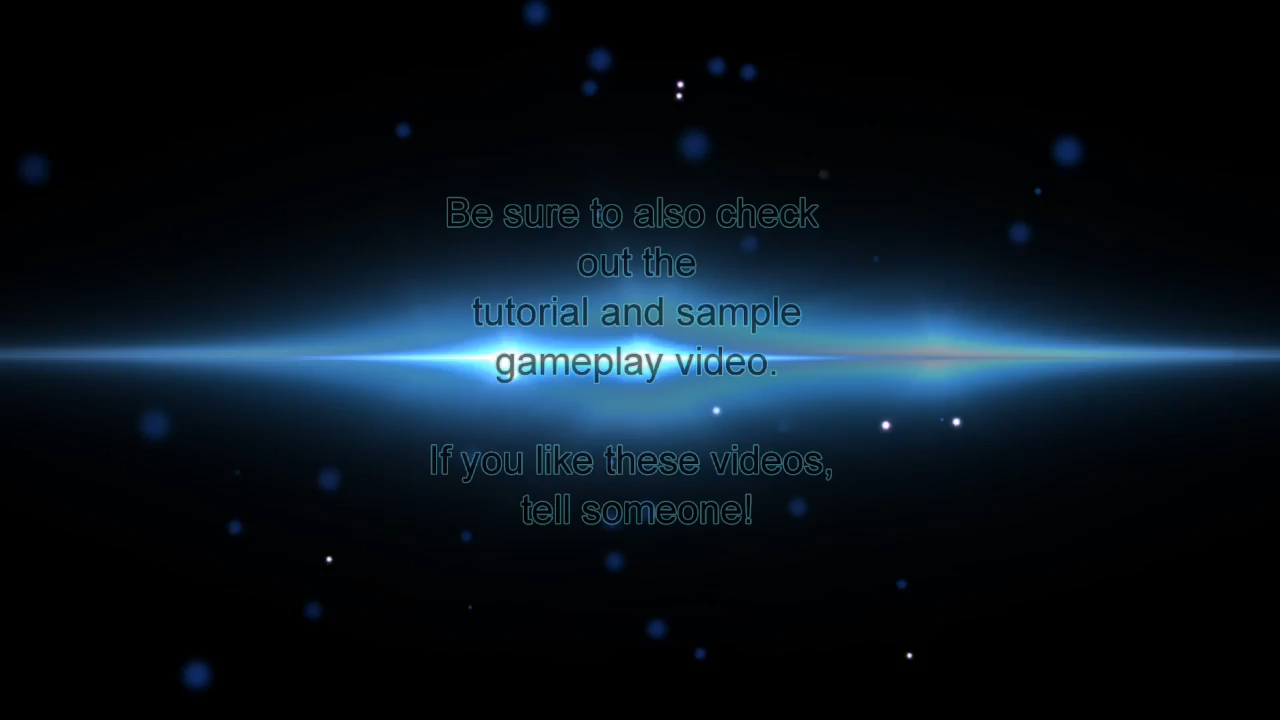 Be sure to also check
out the
tutorial and sample
gameplay video.
If you like these videos,
tell someone!